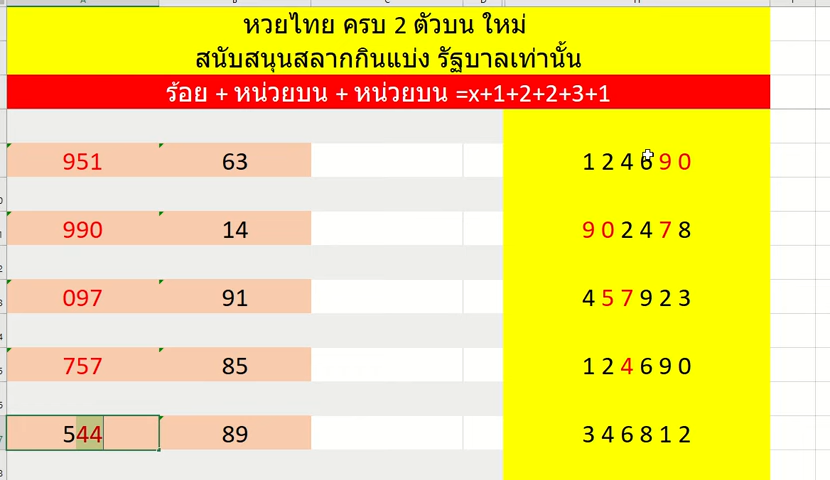 หวยไทย ครบ 2 ตัวบน ใหม่
สนับสนุนสลากกินแบ่ง รัฐบาลเท่านั้น
ร้อย + หน่วยบน + หน่วยบน =x+1+2+2+3+1
951 63 1 2 4 6 9 0
990 14 9 0 2 4 7 8
097 91 4 5 7 9 2 3
757 85 1 2 4 6 9 0
544 89 3 4 6 8 1 2